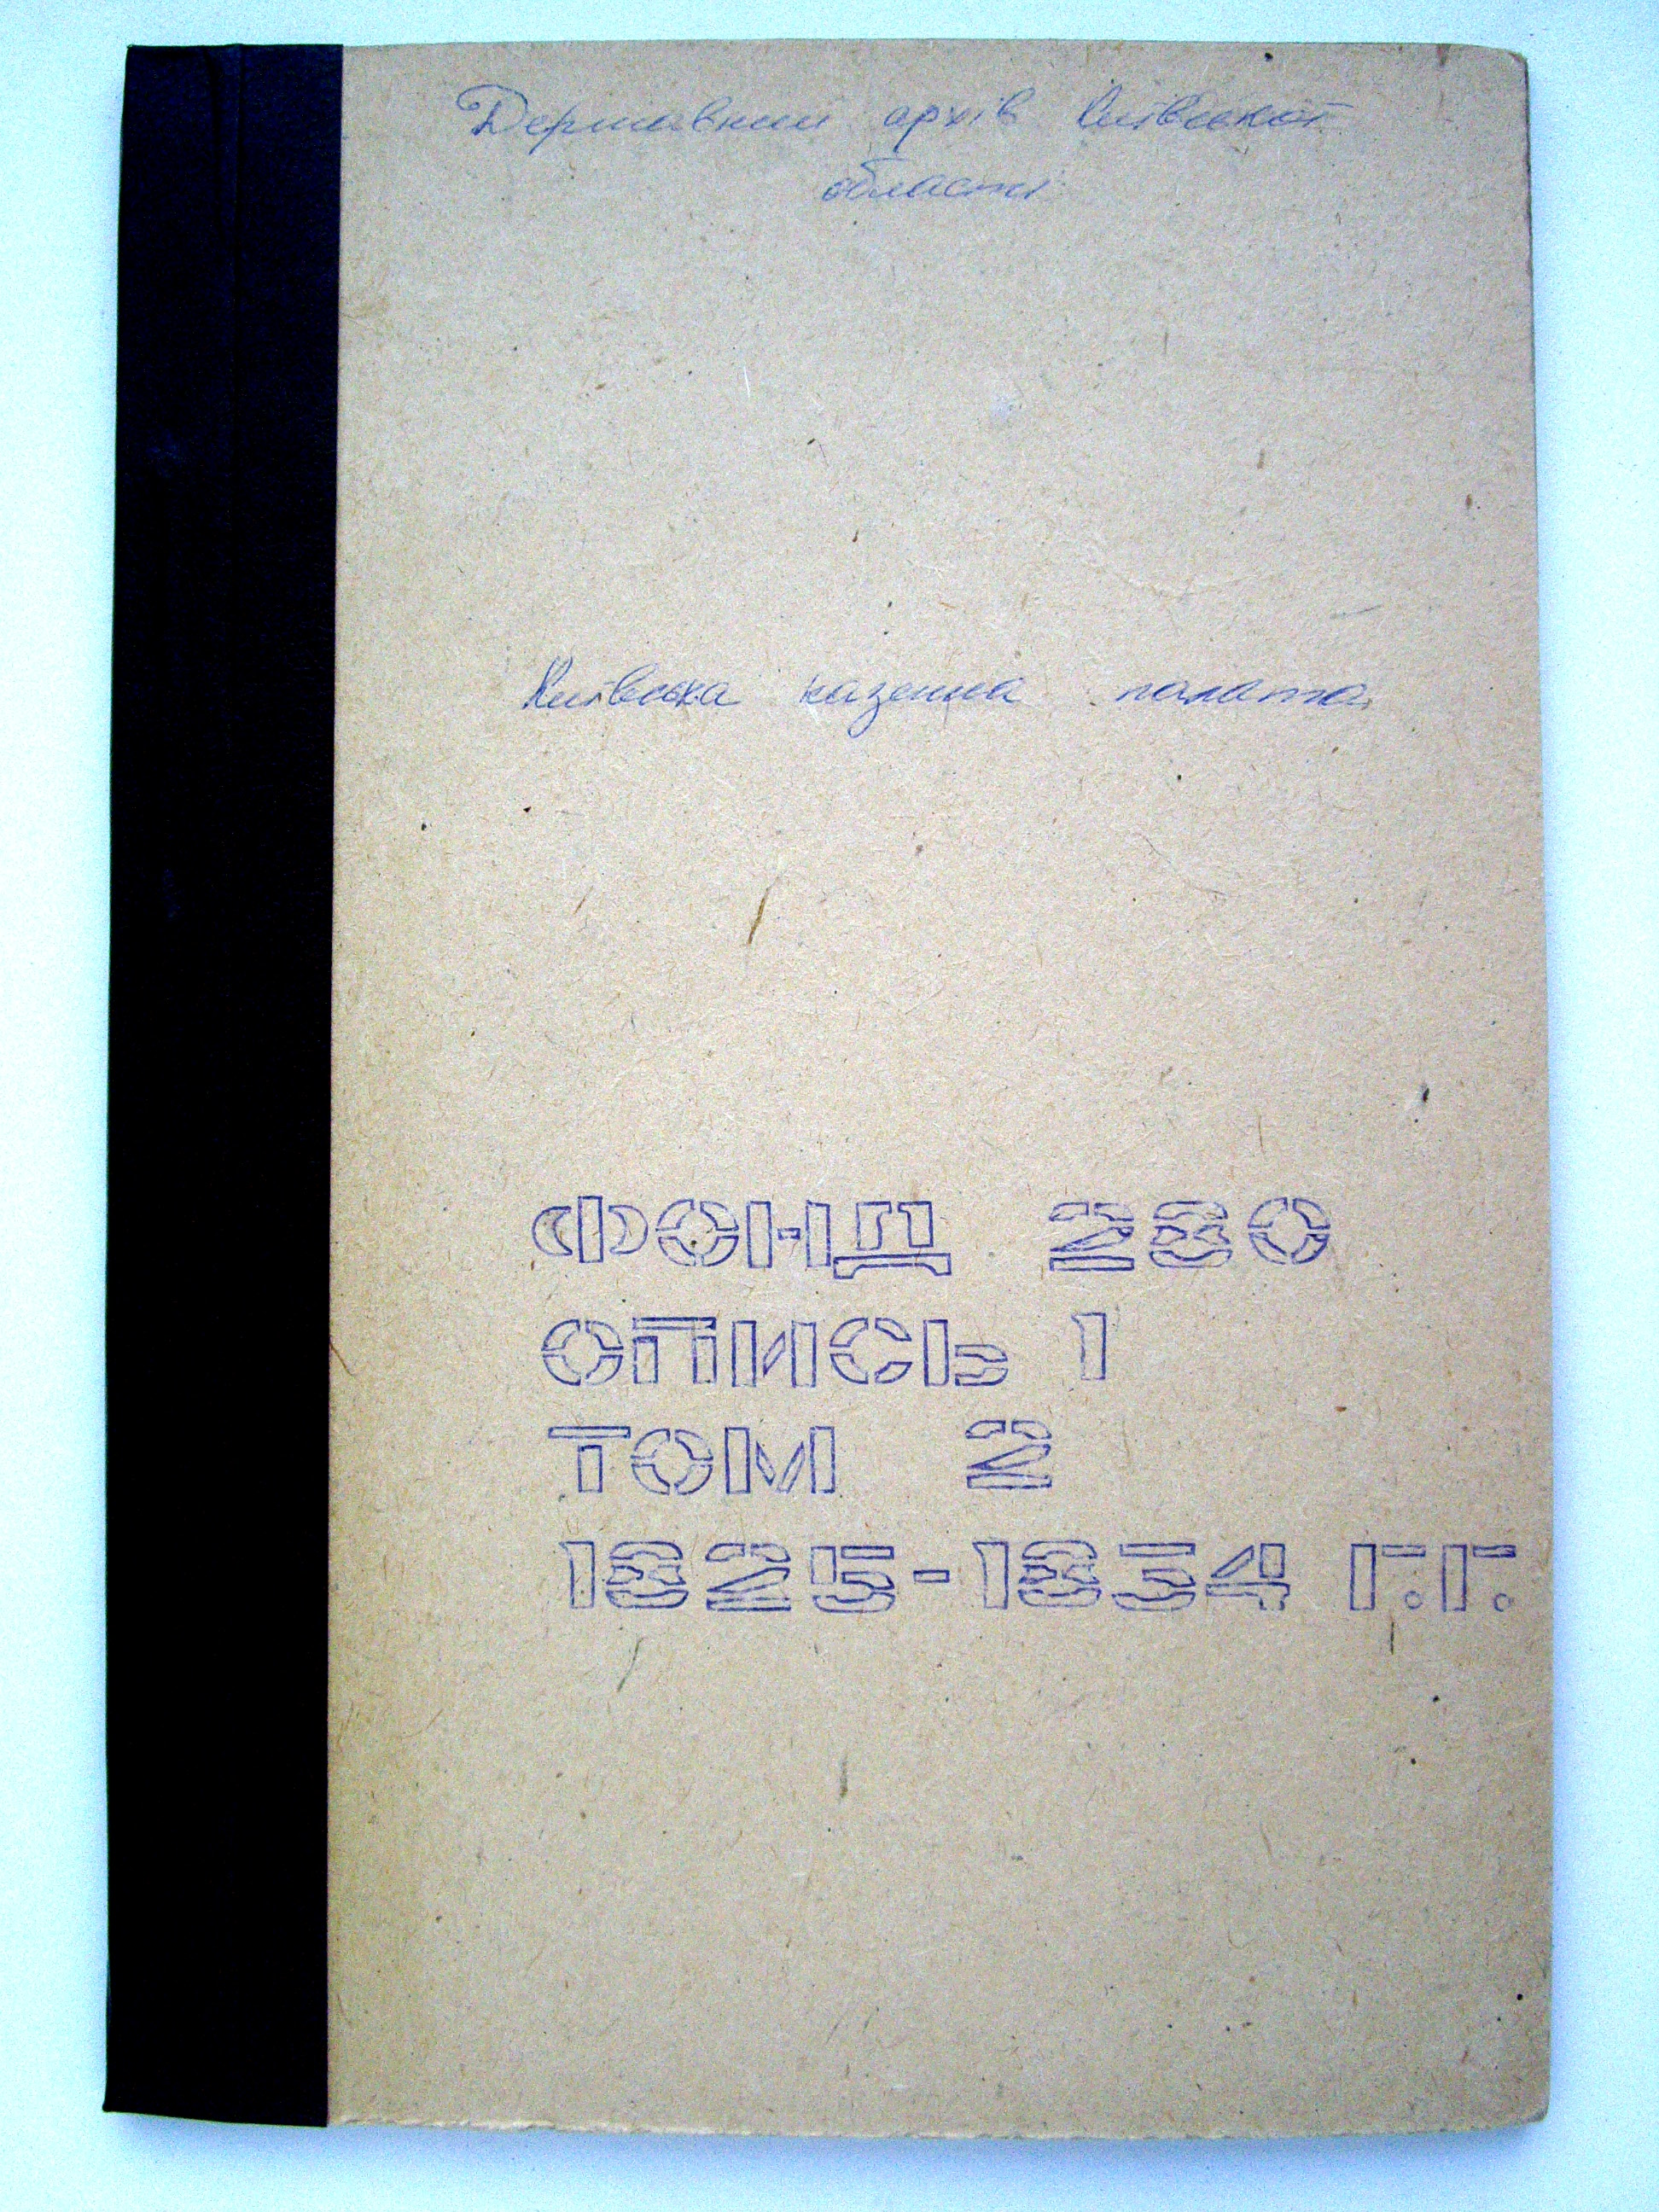 Державний архів Київської
області
Київська казенна палата
ФОНД 280
ОПИСЬ 1
ТОМ 2
1825-1834 Г.Г.